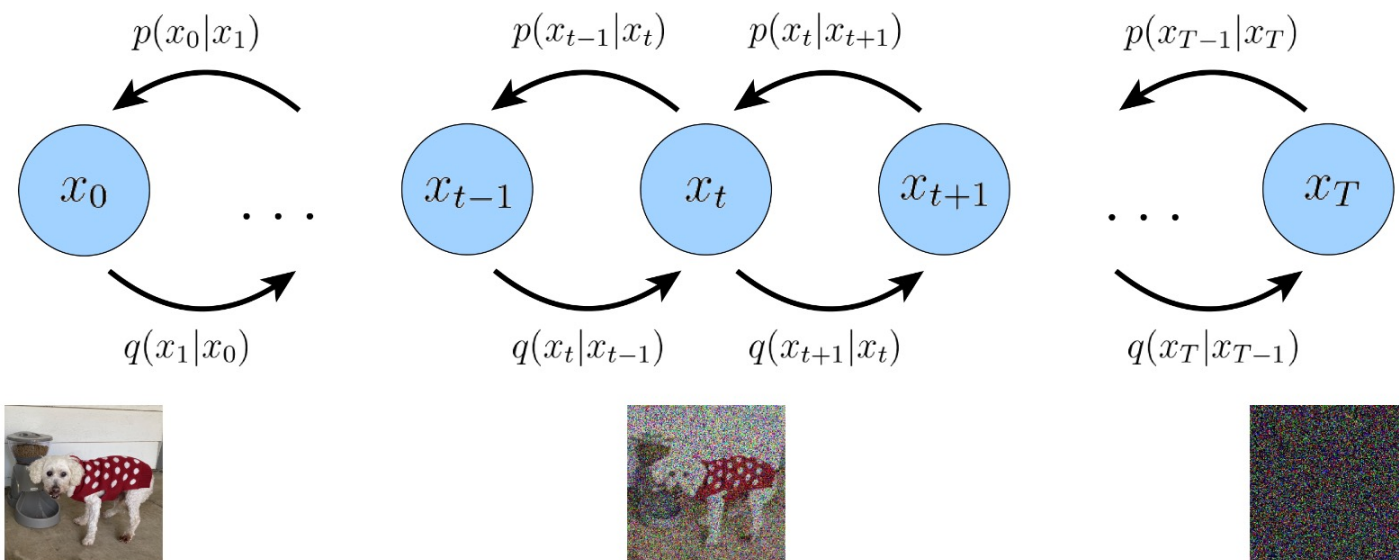 p(x_0|x_1) p(x_{t-1}|x_t) p(x_t|x_{t+1}) p(x_{T-1}|x_T)
x_0 . . . x_{t-1} x_t x_{t+1} . . . x_T
q(x_1|x_0) q(x_t|x_{t-1}) q(x_{t+1}|x_t) q(x_T|x_{T-1})